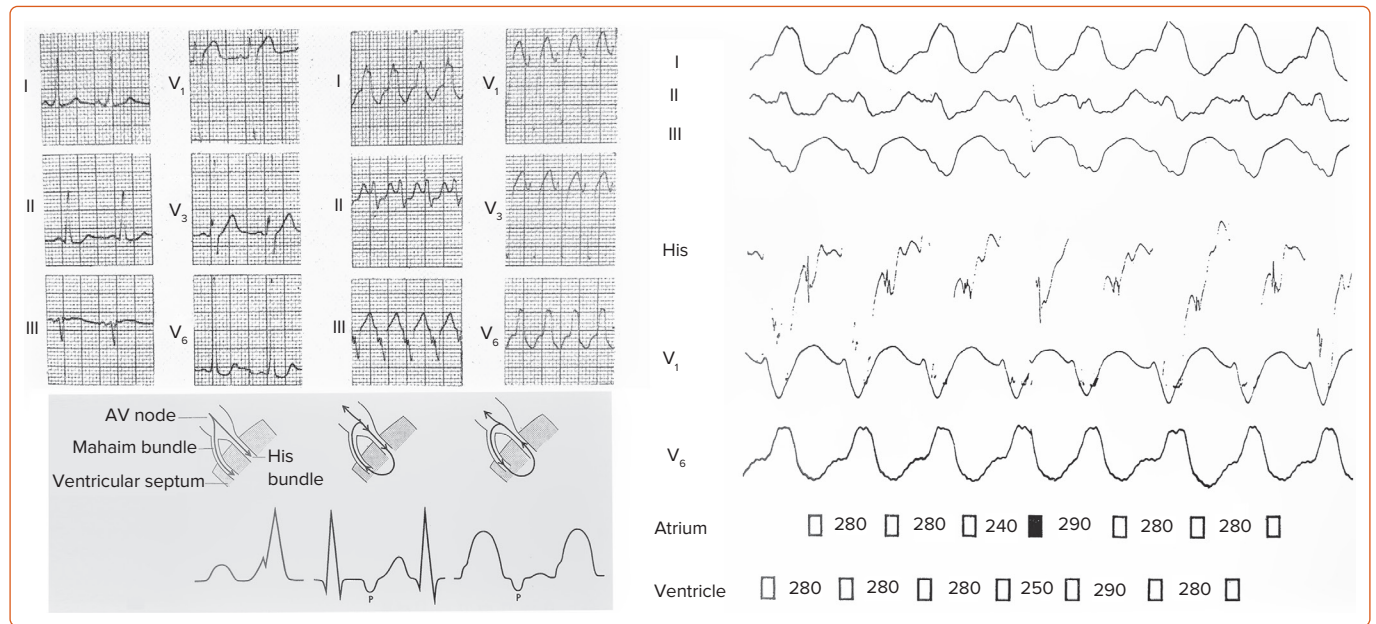 I
V1
I
V1
II
V3
II
V3
III
V6
III
V6
AV node
Mahaim bundle
Ventricular septum
His
bundle
P
P
I
II
III
His
V1
V6
Atrium 280 280 240 290 280 280
Ventricle 280 280 280 250 290 280